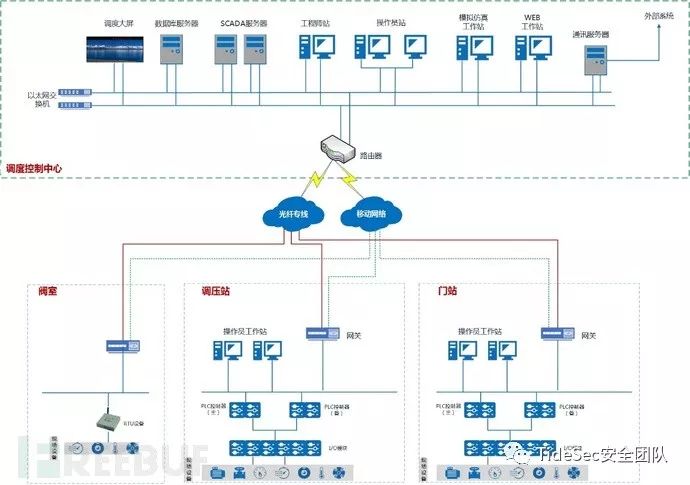 调度大屏
数据库服务器
SCADA服务器
工程师站
操作员站
模拟仿真
工作站
WEB
工作站
通讯服务器
外部系统
以太网交
换机
路由器
调度控制中心
光纤专线
移动网络
阀室
调压站
门站
操作员工作站
网关
操作员工作站
网关
PLC控制器
（主）
PLC控制器
（备）
PLC控制器
（主）
PLC控制器
（备）
RTU设备
I/O模块
I/O模块
现场设备
现场设备
现场设备
REEBUF
TideSec安全团队